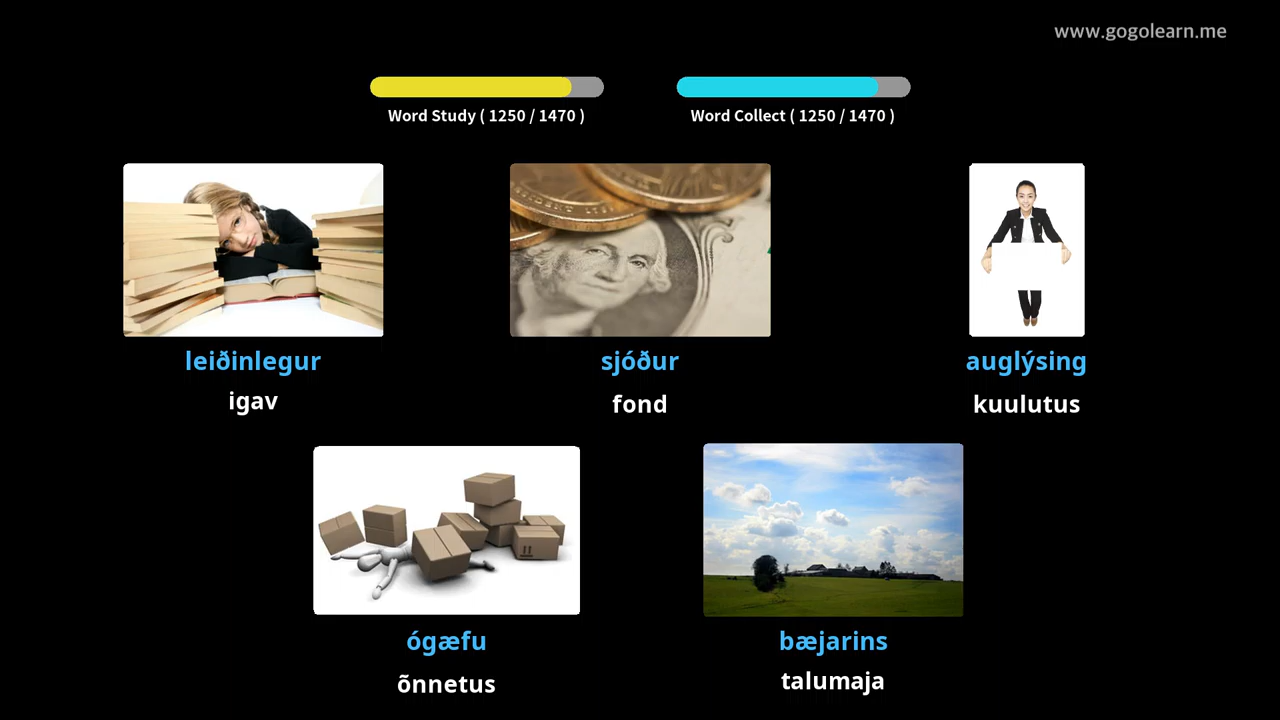 www.gogolearn.me
Word Study ( 1250 / 1470 )
Word Collect ( 1250 / 1470 )
leiðinlegur
igav
sjóður
fond
auglýsing
kuulutus
ógæfu
õnnetus
bæjarins
talumaja